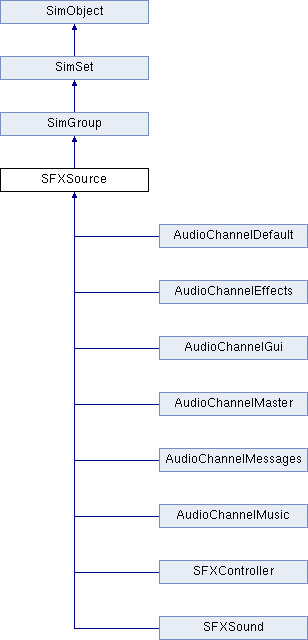 SimObject
SimSet
SimGroup
SFXSource
AudioChannelDefault
AudioChannelEffects
AudioChannelGui
AudioChannelMaster
AudioChannelMessages
AudioChannelMusic
SFXController
SFXSound